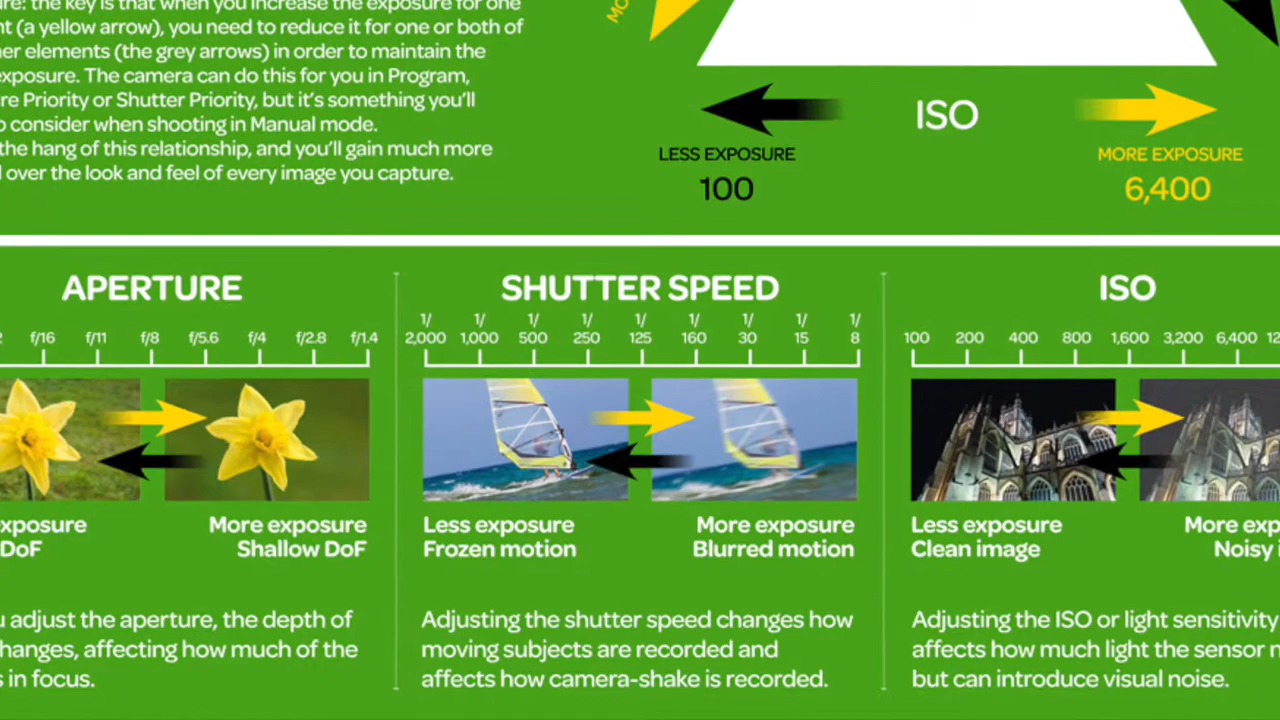 ure: the key is that when you increase the exposure for one
nt (a yellow arrow), you need to reduce it for one or both of
her elements (the grey arrows) in order to maintain the
exposure. The camera can do this for you in Program,
re Priority or Shutter Priority, but it's something you'll
o consider when shooting in Manual mode.
the hang of this relationship, and you'll gain much more
l over the look and feel of every image you capture.
MO
ISO
LESS EXPOSURE
100
MORE EXPOSURE
6,400
APERTURE
2 f/16 f/11 f/8 f/5.6 f/4 f/2.8 f/1.4
xposure
DoF
More exposure
Shallow DoF
u adjust the aperture, the depth of
hanges, affecting how much of the
s in focus.
SHUTTER SPEED
1/ 1/ 1/ 1/ 1/ 1/ 1/ 1/ 1/
2,000 1,000 500 250 125 160 30 15 8
Less exposure
Frozen motion
More exposure
Blurred motion
Adjusting the shutter speed changes how
moving subjects are recorded and
affects how camera-shake is recorded.
ISO
100 200 400 800 1,600 3,200 6,400 12
Less exposure
Clean image
More exp
Noisy i
Adjusting the ISO or light sensitivity
affects how much light the sensor n
but can introduce visual noise.